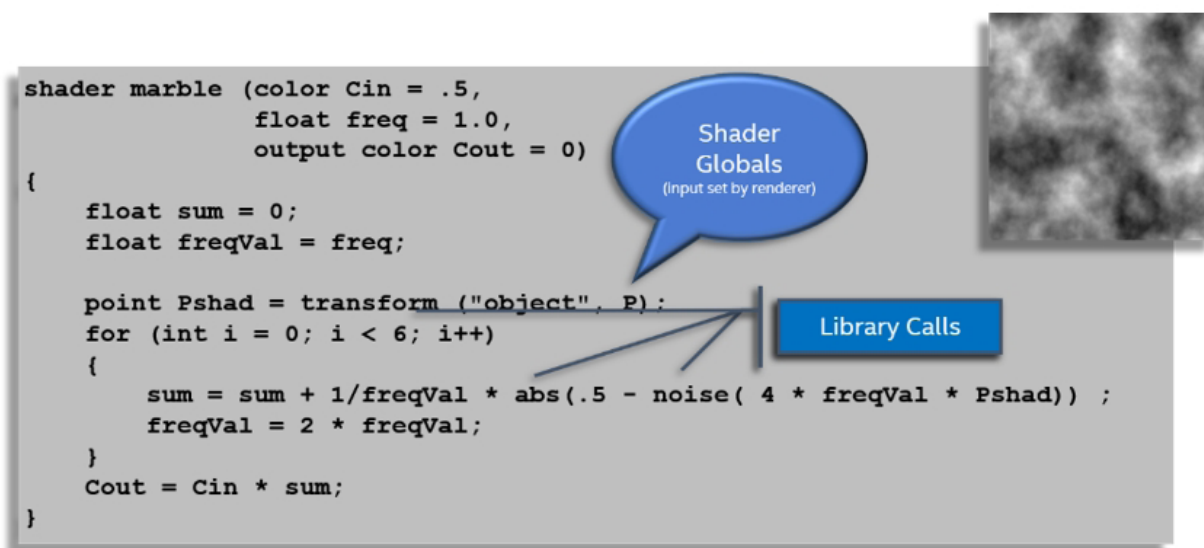 shader marble (color Cin = .5,
float freq = 1.0,
output color Cout = 0)
{
float sum = 0;
float freqVal = freq;
point Pshad = transform ("object", P);
for (int i = 0; i < 6; i++)
{
sum = sum + 1/freqVal * abs(.5 - noise( 4 * freqVal * Pshad)) ;
freqVal = 2 * freqVal;
}
Cout = Cin * sum;
}
Shader
Globals
(input set by renderer)
Library Calls